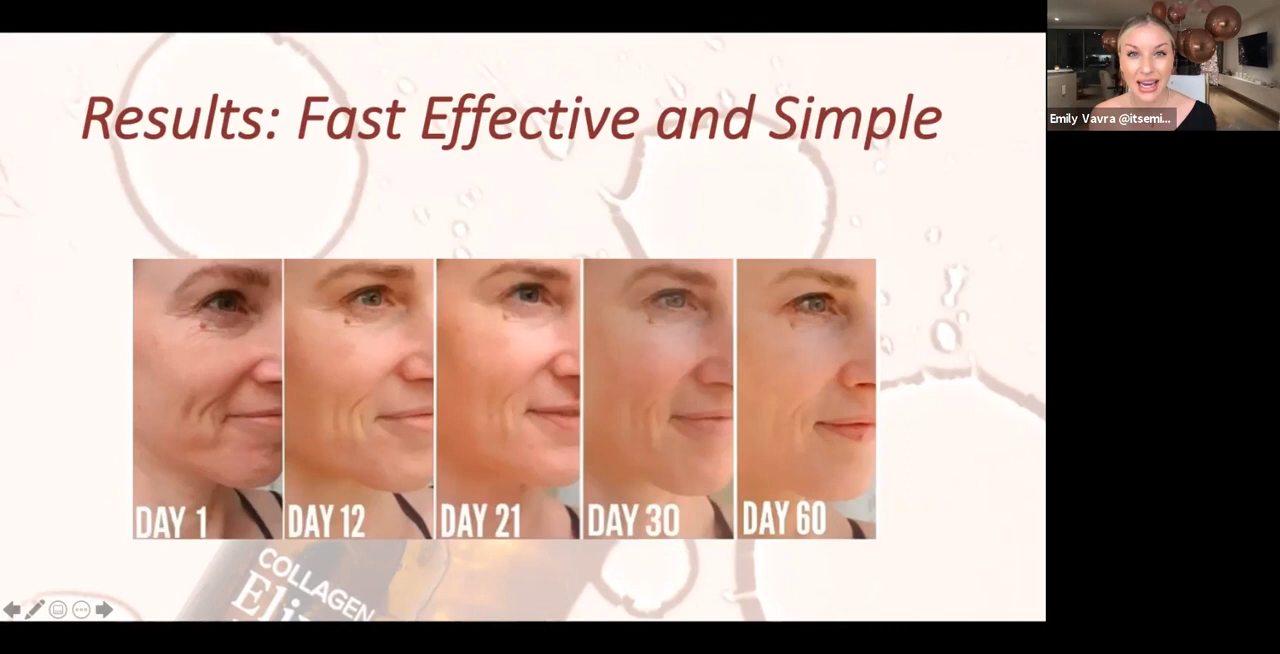 Results: Fast Effective and Simple
Emily Vavra @itsemi...
DAY 1
DAY 12
DAY 21
DAY 30
DAY 60
COLLAGEN